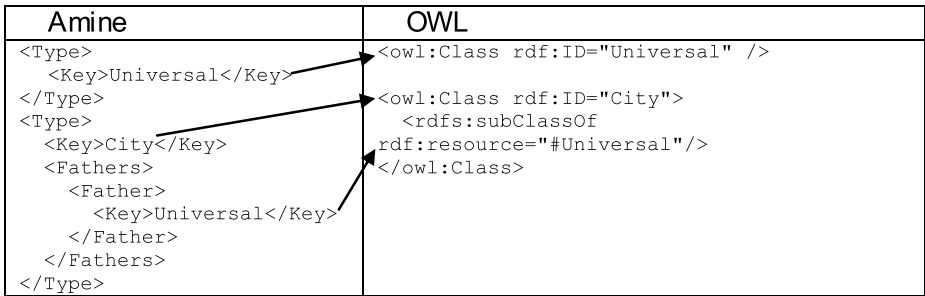 Amine
<Type>
<Key>Universal</Key>
</Type>
<Type>
<Key>City</Key>
<Fathers>
<Father>
<Key>Universal</Key>
</Father>
</Fathers>
</Type>
OWL
<owl:Class rdf:ID="Universal" />
<owl:Class rdf:ID="City">
<rdfs:subClassOf
rdf:resource="#Universal"/>
</owl:Class>